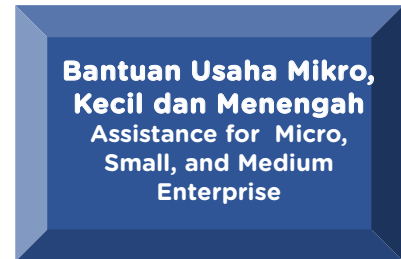 Bantuan Usaha Mikro,
Kecil dan Menengah
Assistance for Micro,
Small, and Medium
Enterprise